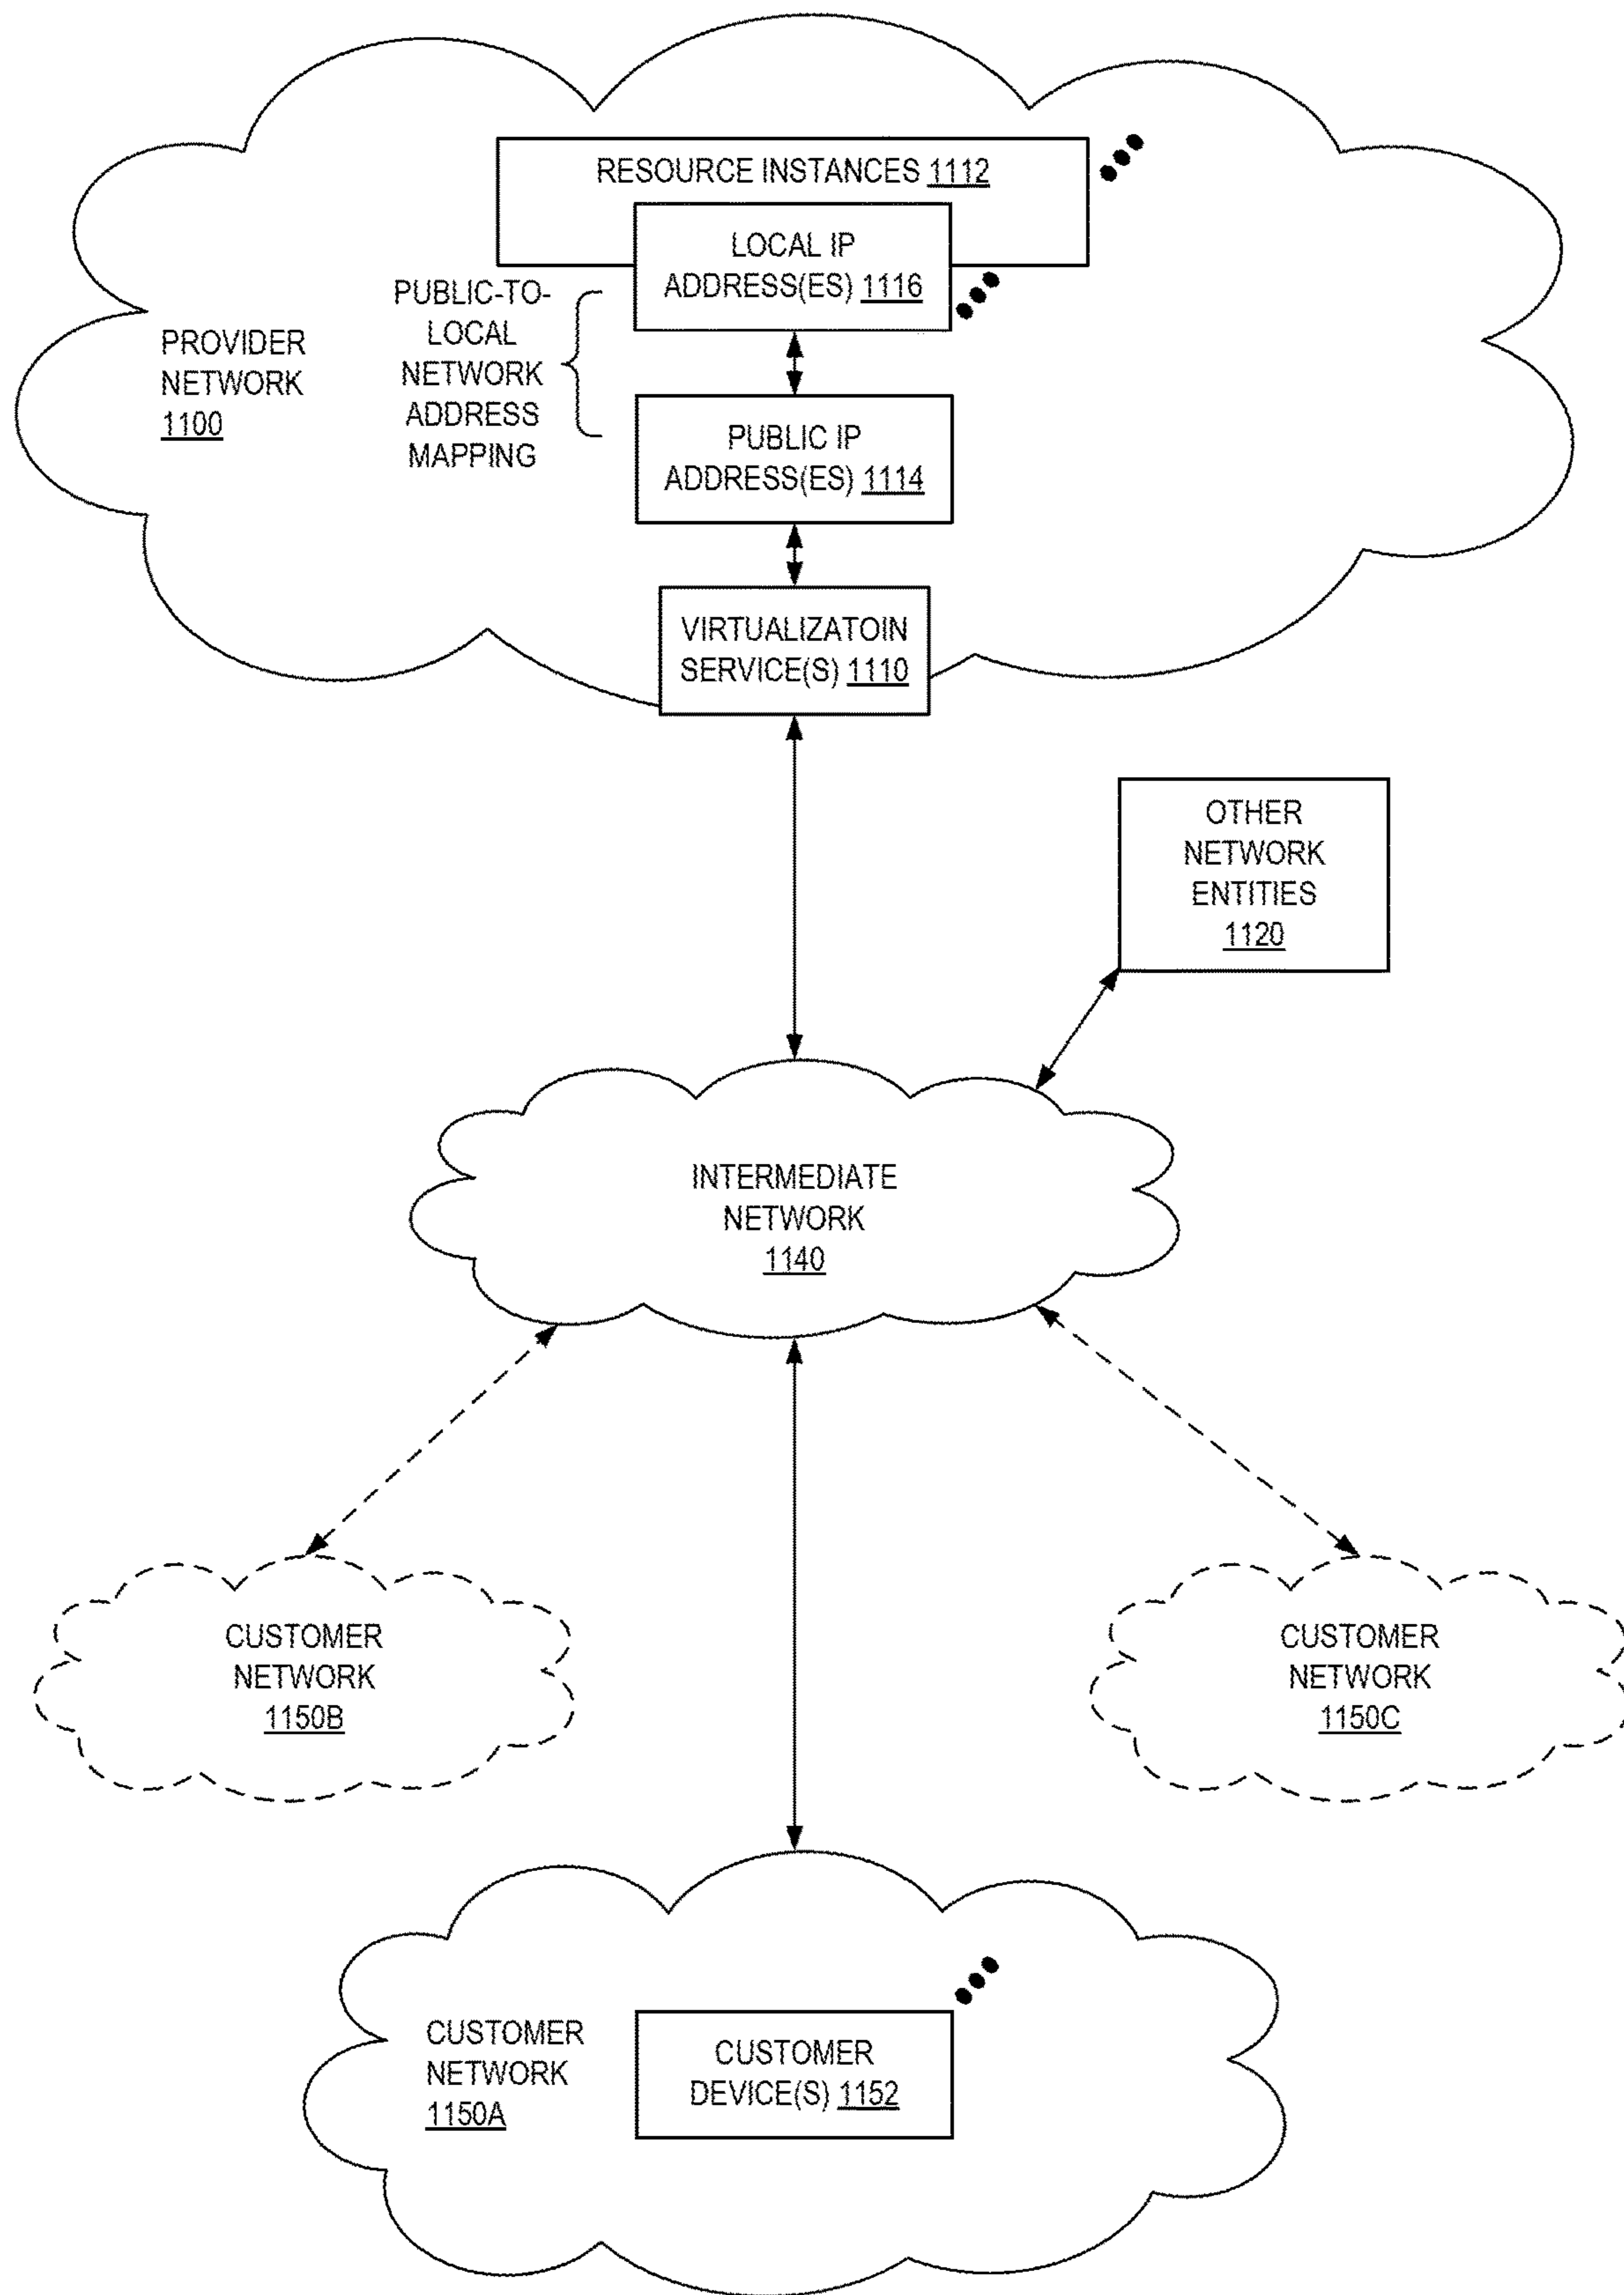 RESOURCE INSTANCES 1112
LOCAL IP
ADDRESS(ES) 1116
PUBLIC-TO-
LOCAL
NETWORK
ADDRESS
MAPPING
PROVIDER
NETWORK
1100
PUBLIC IP
ADDRESS(ES) 1114
VIRTUALIZATOIN
SERVICE(S) 1110
OTHER
NETWORK
ENTITIES
1120
INTERMEDIATE
NETWORK
1140
CUSTOMER
NETWORK
1150B
CUSTOMER
NETWORK
1150C
CUSTOMER
NETWORK
1150A
CUSTOMER
DEVICE(S) 1152